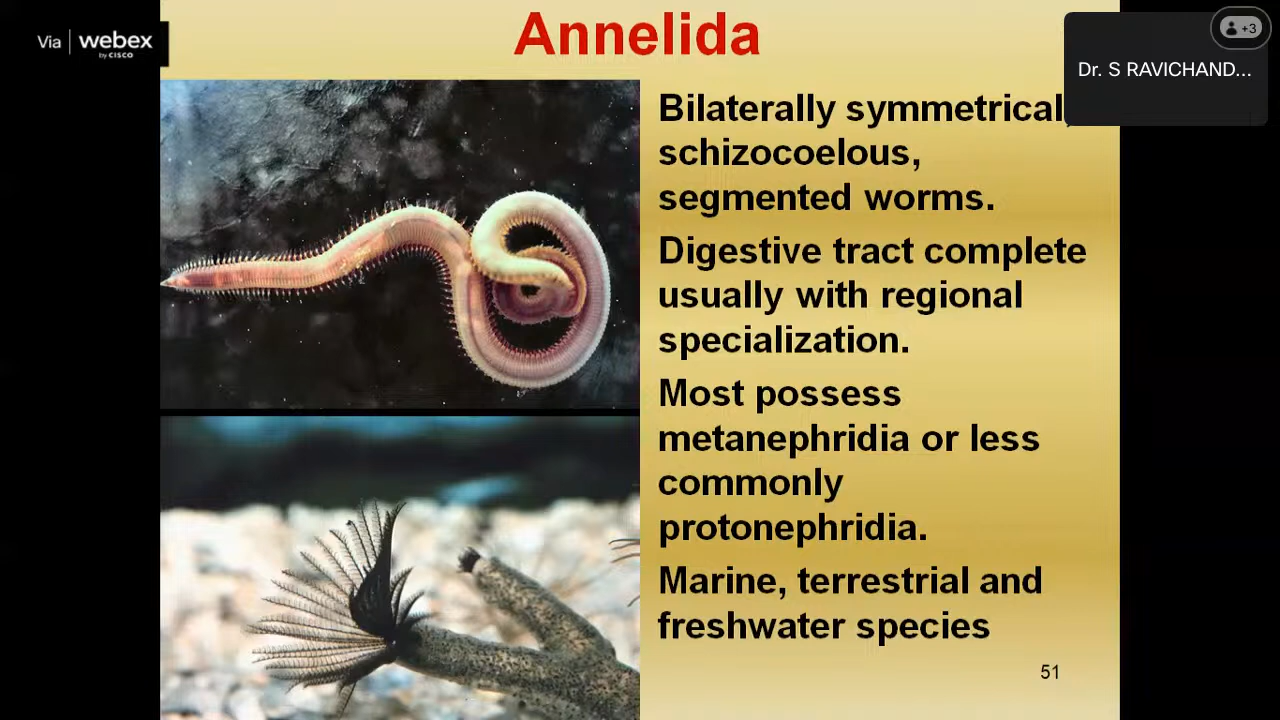 Via webex
by CISCO
Annelida
+3
Dr. S RAVICHAND...
Bilaterally symmetrical,
schizocoelous,
segmented worms.
Digestive tract complete
usually with regional
specialization.
Most possess
metanephridia or less
commonly
protonephridia.
Marine, terrestrial and
freshwater species
51